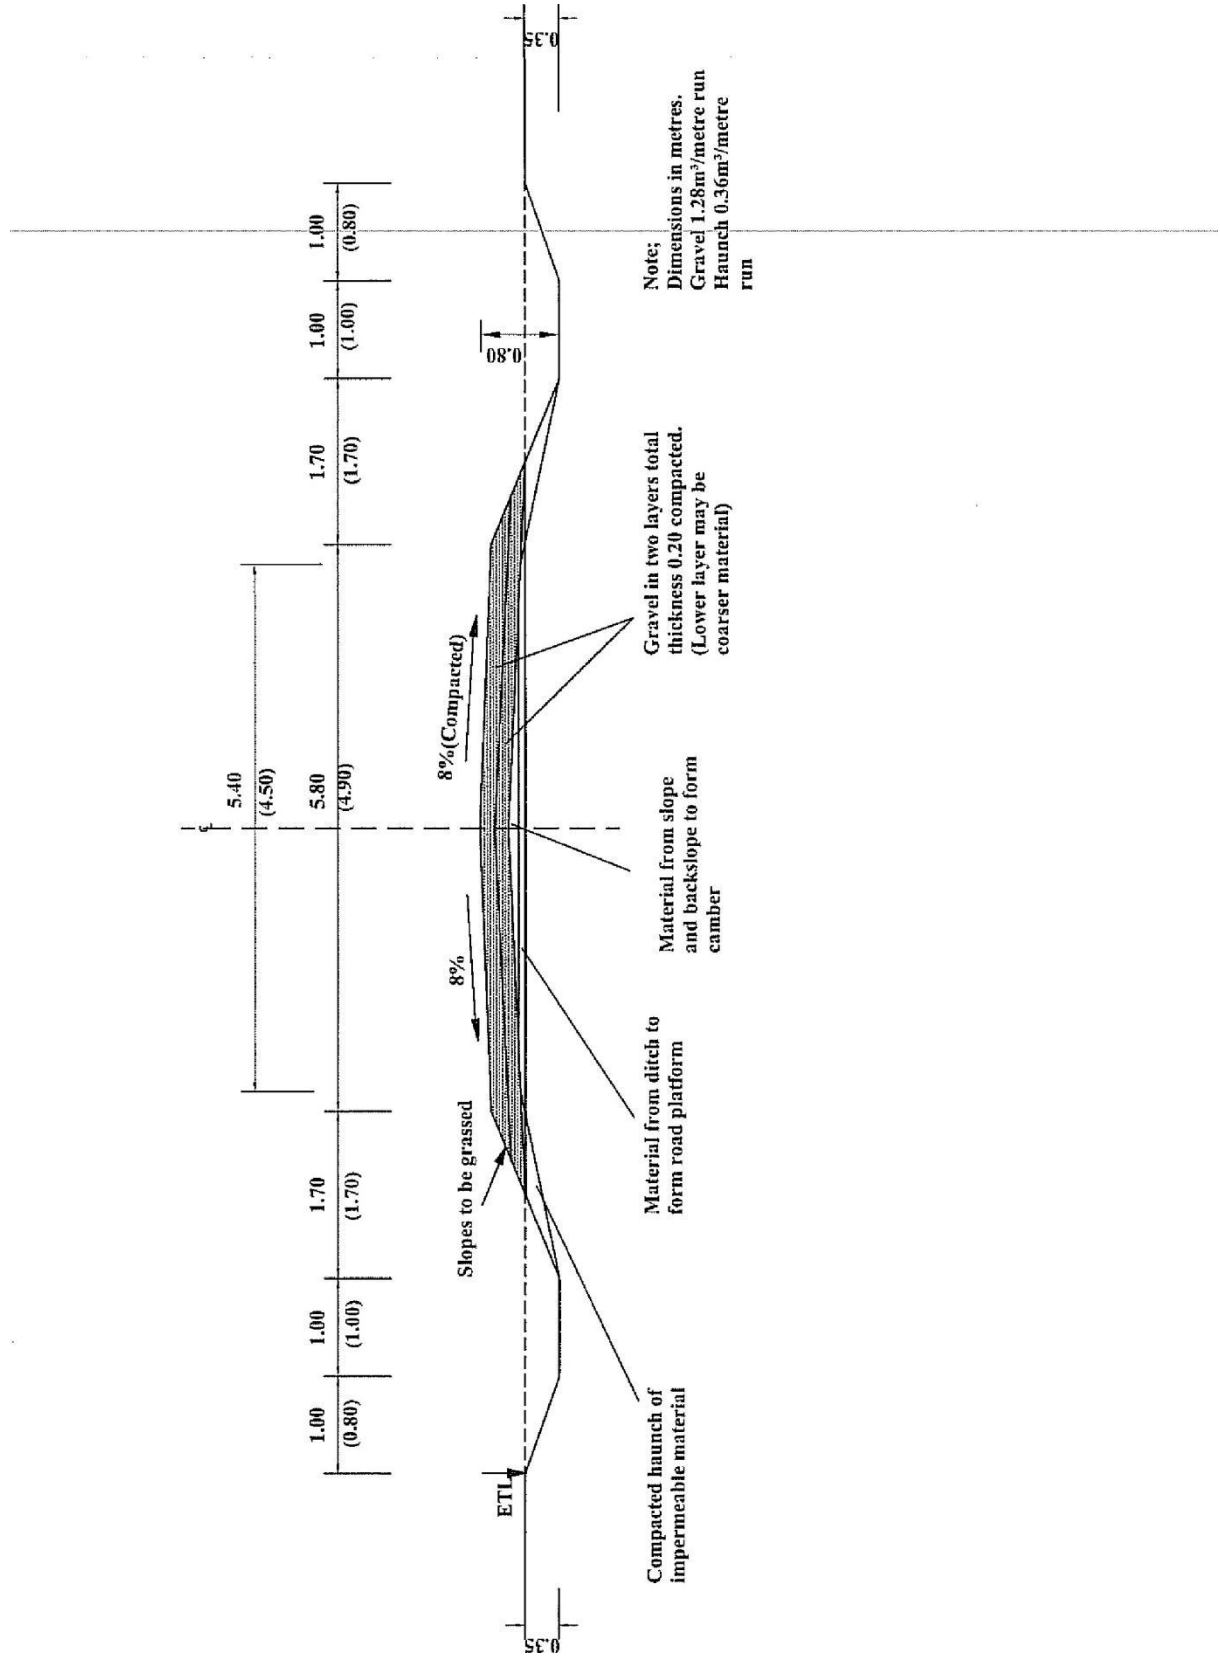 5.40
(4.50)
5.80
(4.90)
1.00
(0.80)
1.00
(1.00)
1.70
(1.70)
1.70
(1.70)
1.00
(1.00)
1.00
(0.80)
℄
8%
8%(Compacted)
Slopes to be grassed
ETL
0.80
0.35
0.35
Compacted haunch of
impermeable material
Material from ditch to
form road platform
Material from slope
and backslope to form
camber
Gravel in two layers total
thickness 0.20 compacted.
(Lower layer may be
coarser material)
Note;
Dimensions in metres.
Gravel 1.28m³/metre run
Haunch 0.36m³/metre
run